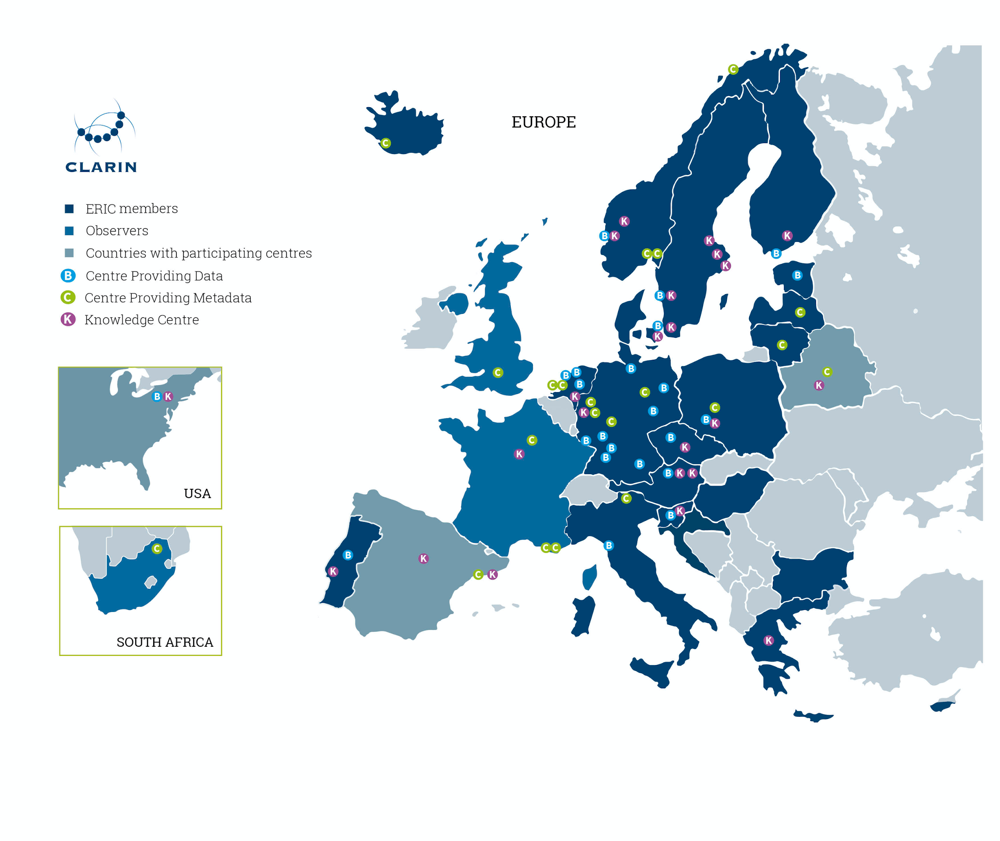 EUROPE
CLARIN
ERIC members
Observers
Countries with participating centres
B Centre Providing Data
C Centre Providing Metadata
K Knowledge Centre
C
C
K
B K
C C
K
K
K
K
B
B
B K
C
B K
K
C
C
K
B K
USA
C
SOUTH AFRICA
C
B B
C C B
K
B
C B
C
K C
C
B
C
B K
B B
B
B
B
B K
B K K
C
K
C
B K
B
C C
B
K
K
C K
K